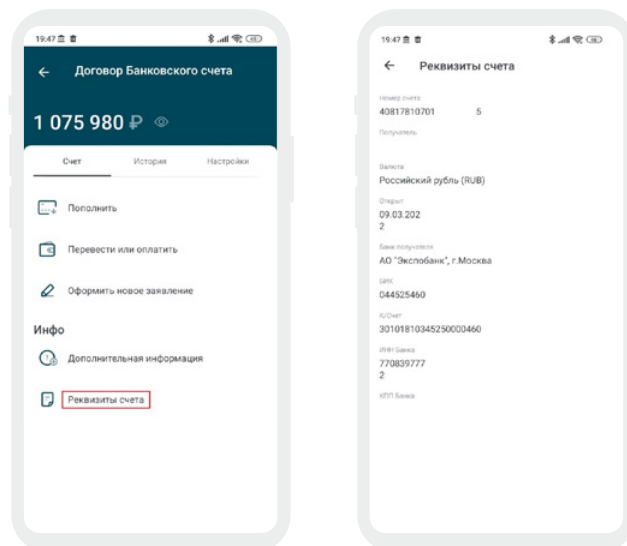 19:47
Договор Банковского счета
1 075 980 ₽
Счет История Настройки
Пополнить
Перевести или оплатить
Оформить новое заявление
Инфо
Дополнительная информация
Реквизиты счета
19:47
Реквизиты счета
Номер счета
40817810701 5
Получатель
Валюта
Российский рубль (RUB)
Открыт
09.03.202
2
Банк получателя
АО "Экспобанк", г.Москва
БИК
044525460
К/Счет
30101810345250000460
ИНН Банка
770839777
2
КПП Банка